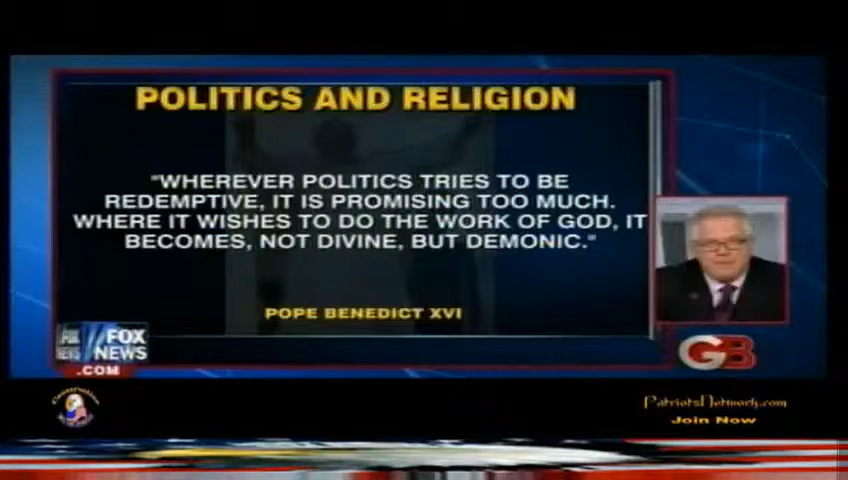 POLITICS AND RELIGION
"WHEREVER POLITICS TRIES TO BE
REDEMPTIVE, IT IS PROMISING TOO MUCH.
WHERE IT WISHES TO DO THE WORK OF GOD, IT
BECOMES, NOT DIVINE, BUT DEMONIC."
POPE BENEDICT XVI
FOX
NEWS
FOX
NEWS
.COM
GB
PatriotsNetwork.com
Join Now